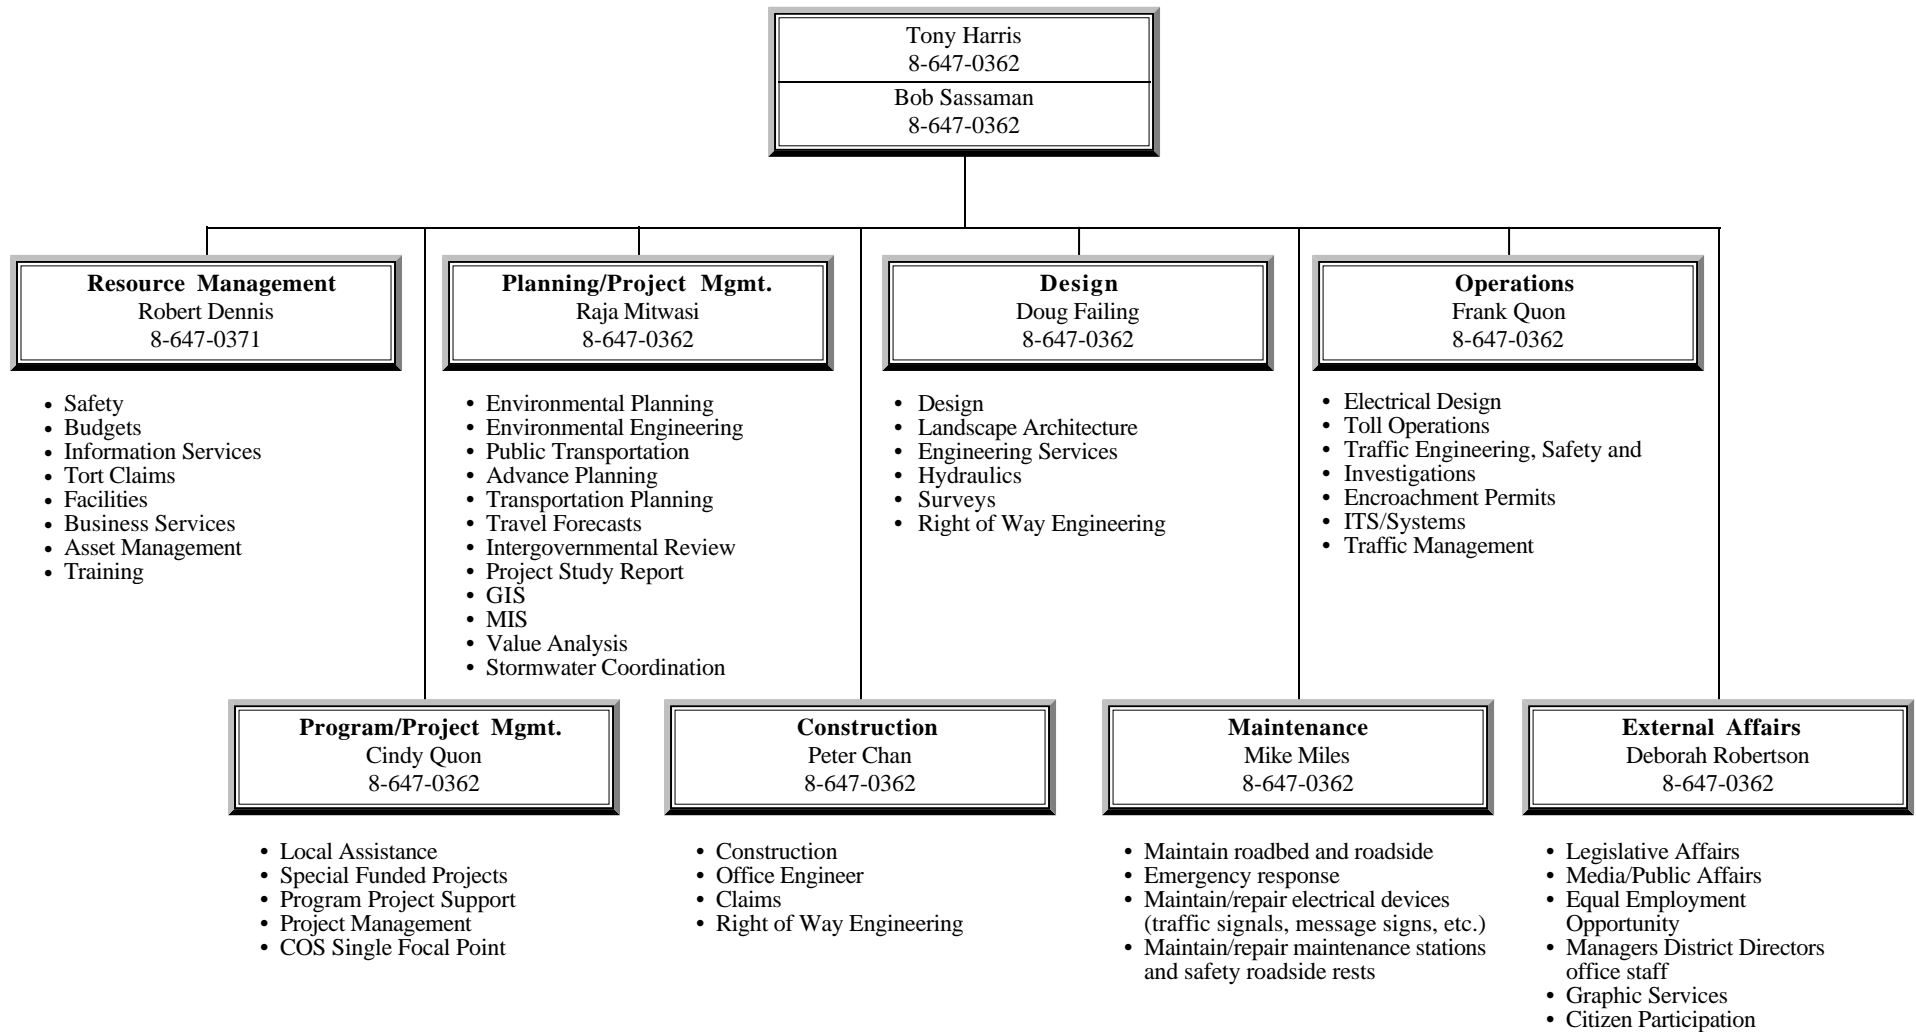 Tony Harris
8-647-0362
Bob Sassaman
8-647-0362
Resource Management
Robert Dennis
8-647-0371
• Safety
• Budgets
• Information Services
• Tort Claims
• Facilities
• Business Services
• Asset Management
• Training
Planning/Project Mgmt.
Raja Mitwasi
8-647-0362
• Environmental Planning
• Environmental Engineering
• Public Transportation
• Advance Planning
• Transportation Planning
• Travel Forecasts
• Intergovernmental Review
• Project Study Report
• GIS
• MIS
• Value Analysis
• Stormwater Coordination
Design
Doug Failing
8-647-0362
• Design
• Landscape Architecture
• Engineering Services
• Hydraulics
• Surveys
• Right of Way Engineering
Operations
Frank Quon
8-647-0362
• Electrical Design
• Toll Operations
• Traffic Engineering, Safety and
• Investigations
• Encroachment Permits
• ITS/Systems
• Traffic Management
Program/Project Mgmt.
Cindy Quon
8-647-0362
• Local Assistance
• Special Funded Projects
• Program Project Support
• Project Management
• COS Single Focal Point
Construction
Peter Chan
8-647-0362
• Construction
• Office Engineer
• Claims
• Right of Way Engineering
Maintenance
Mike Miles
8-647-0362
• Maintain roadbed and roadside
• Emergency response
• Maintain/repair electrical devices
(traffic signals, message signs, etc.)
• Maintain/repair maintenance stations
and safety roadside rests
External Affairs
Deborah Robertson
8-647-0362
• Legislative Affairs
• Media/Public Affairs
• Equal Employment
Opportunity
• Managers District Directors
office staff
• Graphic Services
• Citizen Participation